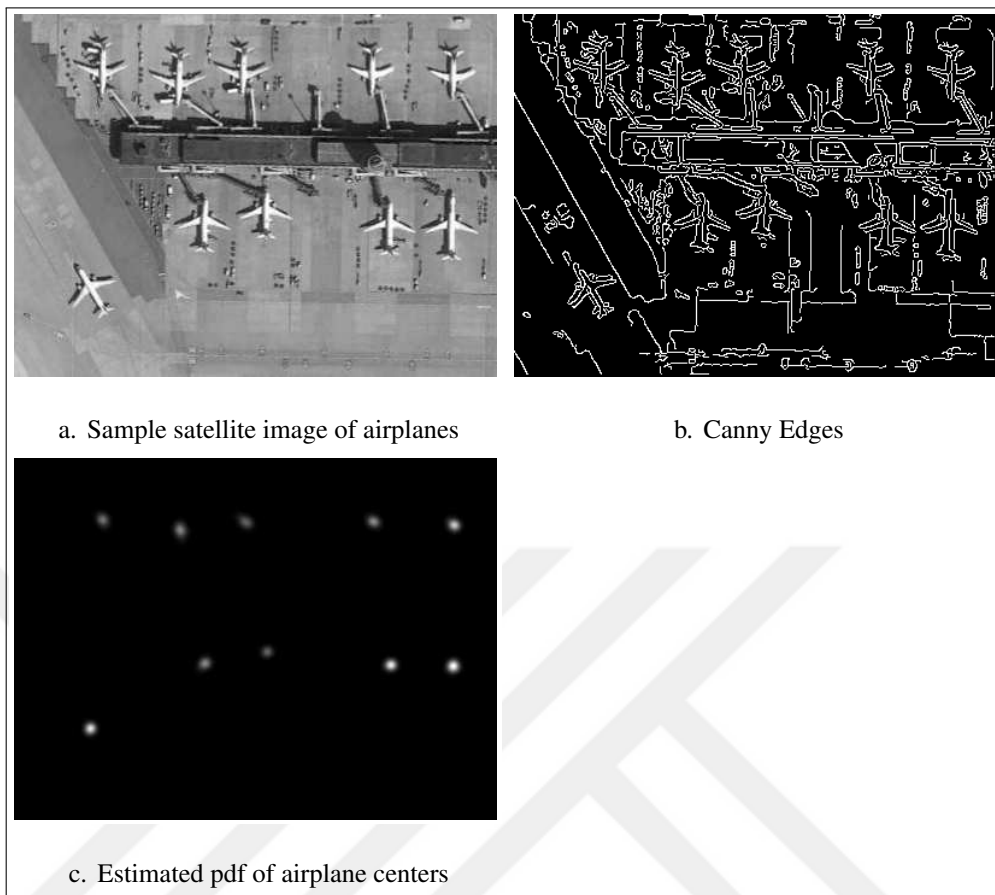 a. Sample satellite image of airplanes
b. Canny Edges
c. Estimated pdf of airplane centers